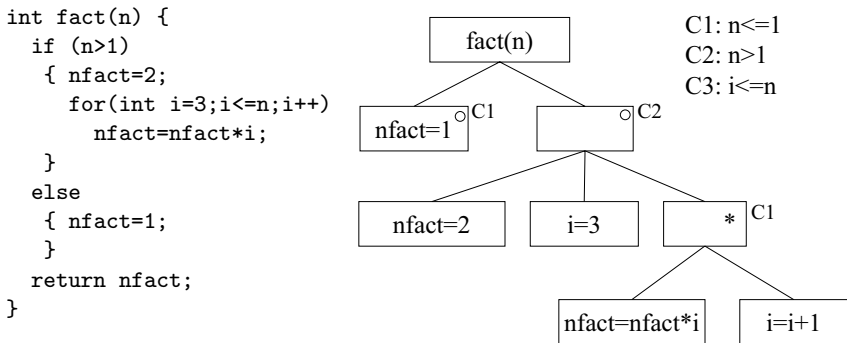 int fact(n) {
if (n>1)
{ nfact=2;
for(int i=3;i<=n;i++)
nfact=nfact*i;
}
else
{ nfact=1;
}
return nfact;
}
fact(n)
C1: n<=1
C2: n>1
C3: i<=n
nfact=1
C1
C2
nfact=2
i=3
*
C1
nfact=nfact*i
i=i+1